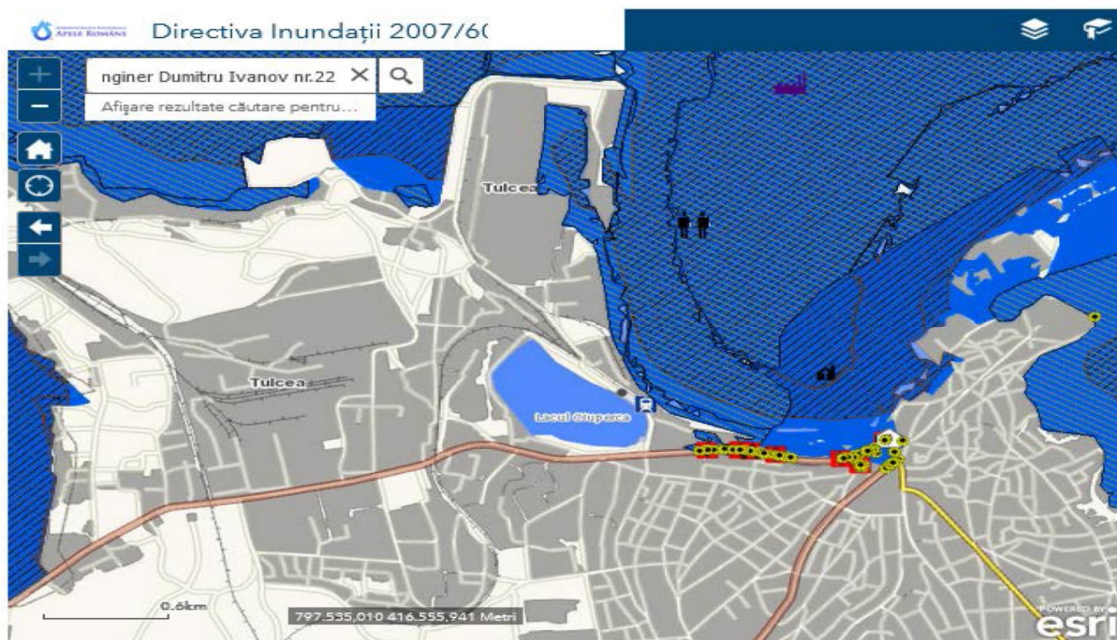 APELE ROMÂNE
Directiva Inundații 2007/6
nginer Dumitru Ivanov nr.22
Afișare rezultate căutare pentru...
Tulcea
Tulcea
Lacul Ciuperca
0.6km
797.535,010 416.555,941 Metri
POWERED BY
esri